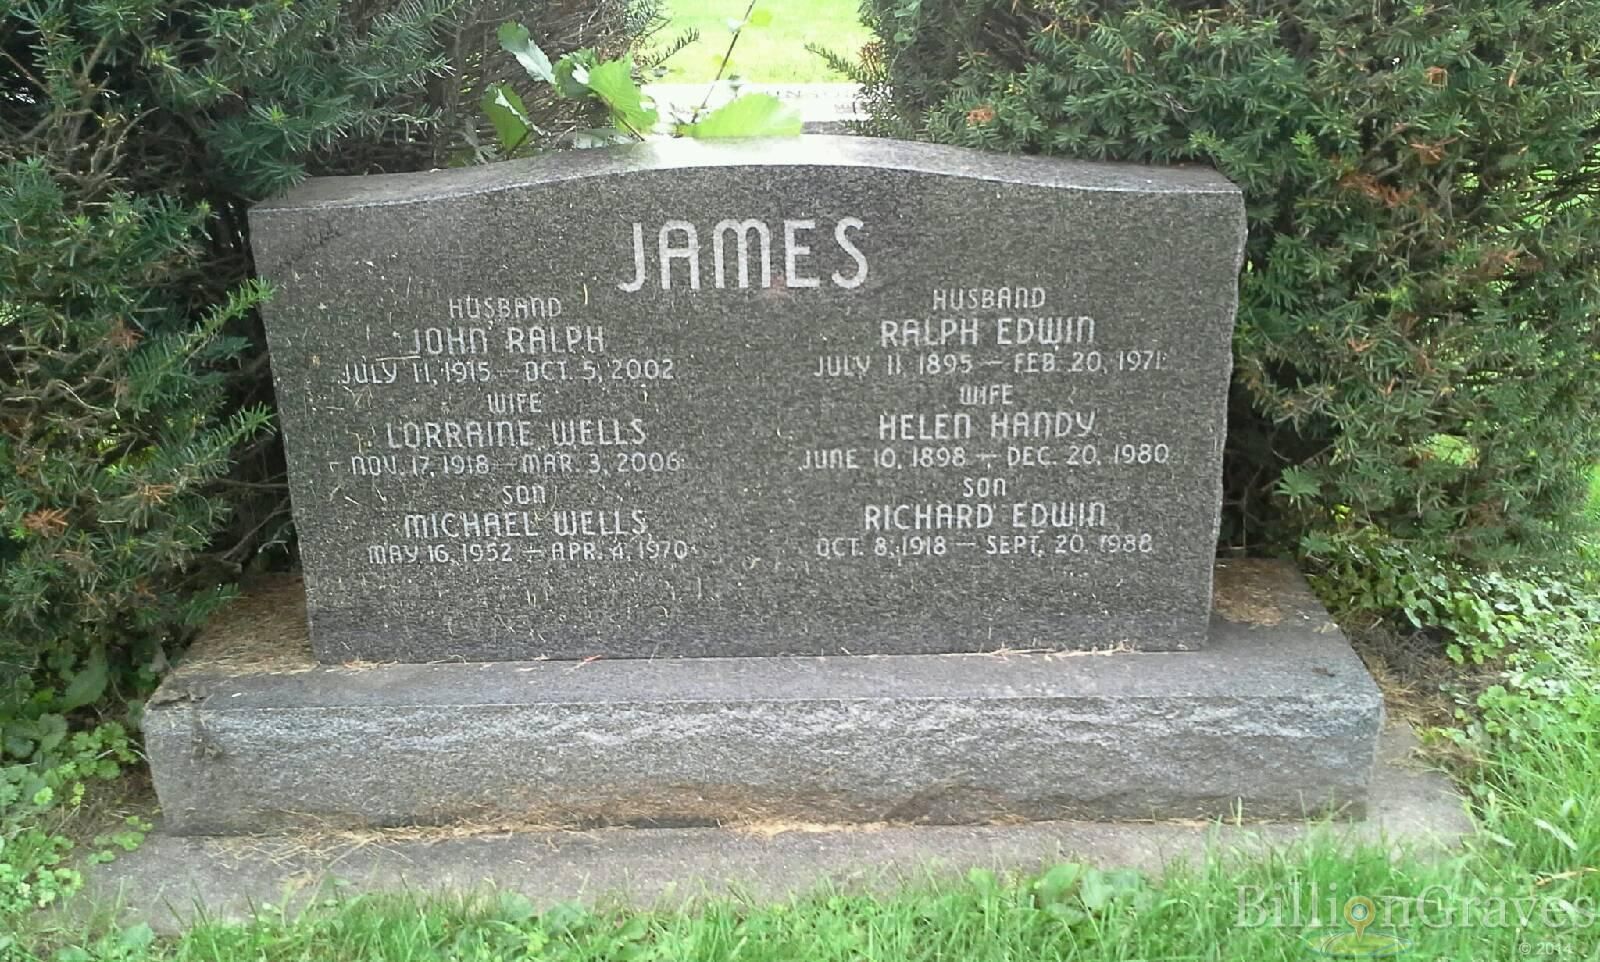 JAMES
HUSBAND
JOHN RALPH
JULY 11, 1915 — OCT. 5, 2002
WIFE
LORRAINE WELLS
NOV. 17, 1918 — MAR. 3, 2006
SON
MICHAEL WELLS
MAY 16, 1952 — APR. 4, 1970
HUSBAND
RALPH EDWIN
JULY 11, 1895 — FEB. 20, 1971
WIFE
HELEN HANDY
JUNE 10, 1898 — DEC. 20, 1980
SON
RICHARD EDWIN
OCT. 8, 1918 — SEPT. 20, 1988
BillionGraves
© 2014